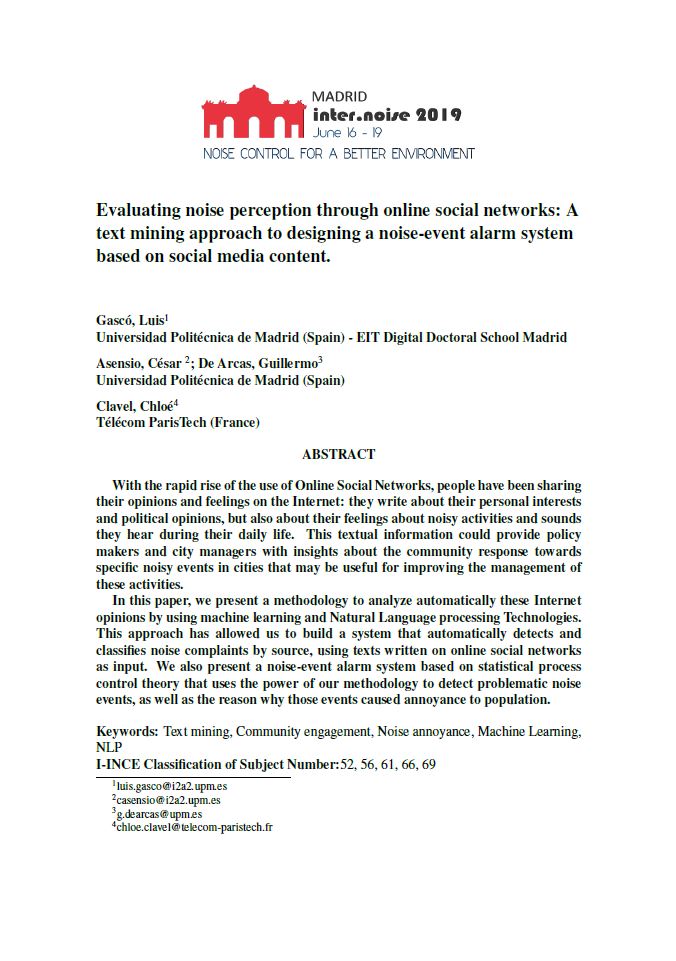 MADRID
inter.noise 2019
June 16 - 19
NOISE CONTROL FOR A BETTER ENVIRONMENT
Evaluating noise perception through online social networks: A
text mining approach to designing a noise-event alarm system
based on social media content.
Gascó, Luis1
Universidad Politécnica de Madrid (Spain) - EIT Digital Doctoral School Madrid
Asensio, César 2; De Arcas, Guillermo3
Universidad Politécnica de Madrid (Spain)
Clavel, Chloé4
Télécom ParisTech (France)
ABSTRACT
With the rapid rise of the use of Online Social Networks, people have been sharing
their opinions and feelings on the Internet: they write about their personal interests
and political opinions, but also about their feelings about noisy activities and sounds
they hear during their daily life. This textual information could provide policy
makers and city managers with insights about the community response towards
specific noisy events in cities that may be useful for improving the management of
these activities.
In this paper, we present a methodology to analyze automatically these Internet
opinions by using machine learning and Natural Language processing Technologies.
This approach has allowed us to build a system that automatically detects and
classifies noise complaints by source, using texts written on online social networks
as input. We also present a noise-event alarm system based on statistical process
control theory that uses the power of our methodology to detect problematic noise
events, as well as the reason why those events caused annoyance to population.
Keywords: Text mining, Community engagement, Noise annoyance, Machine Learning,
NLP
I-INCE Classification of Subject Number:52, 56, 61, 66, 69
1luis.gasco@i2a2.upm.es
2casensio@i2a2.upm.es
3g.dearcas@upm.es
4chloe.clavel@telecom-paristech.fr